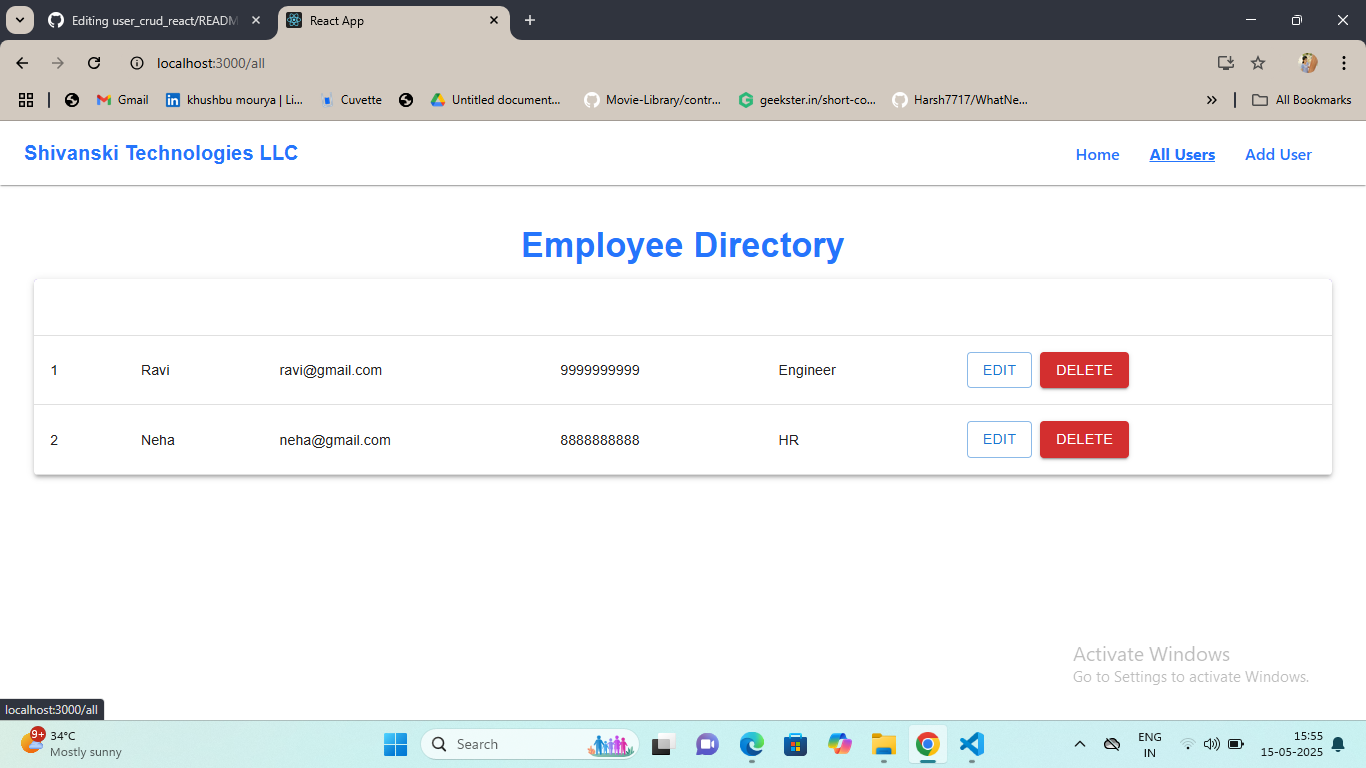 Editing user_crud_react/READM
React App
localhost:3000/all
Gmail
khushbu mourya | Li...
Cuvette
Untitled document...
Movie-Library/contr...
geekster.in/short-co...
Harsh7717/WhatNe...
All Bookmarks
Shivanski Technologies LLC
Home
All Users
Add User
Employee Directory
1 Ravi ravi@gmail.com 9999999999 Engineer EDIT DELETE
2 Neha neha@gmail.com 8888888888 HR EDIT DELETE
Activate Windows
Go to Settings to activate Windows.
localhost:3000/all
9+
34°C
Mostly sunny
Search
ENG
IN
15:55
15-05-2025